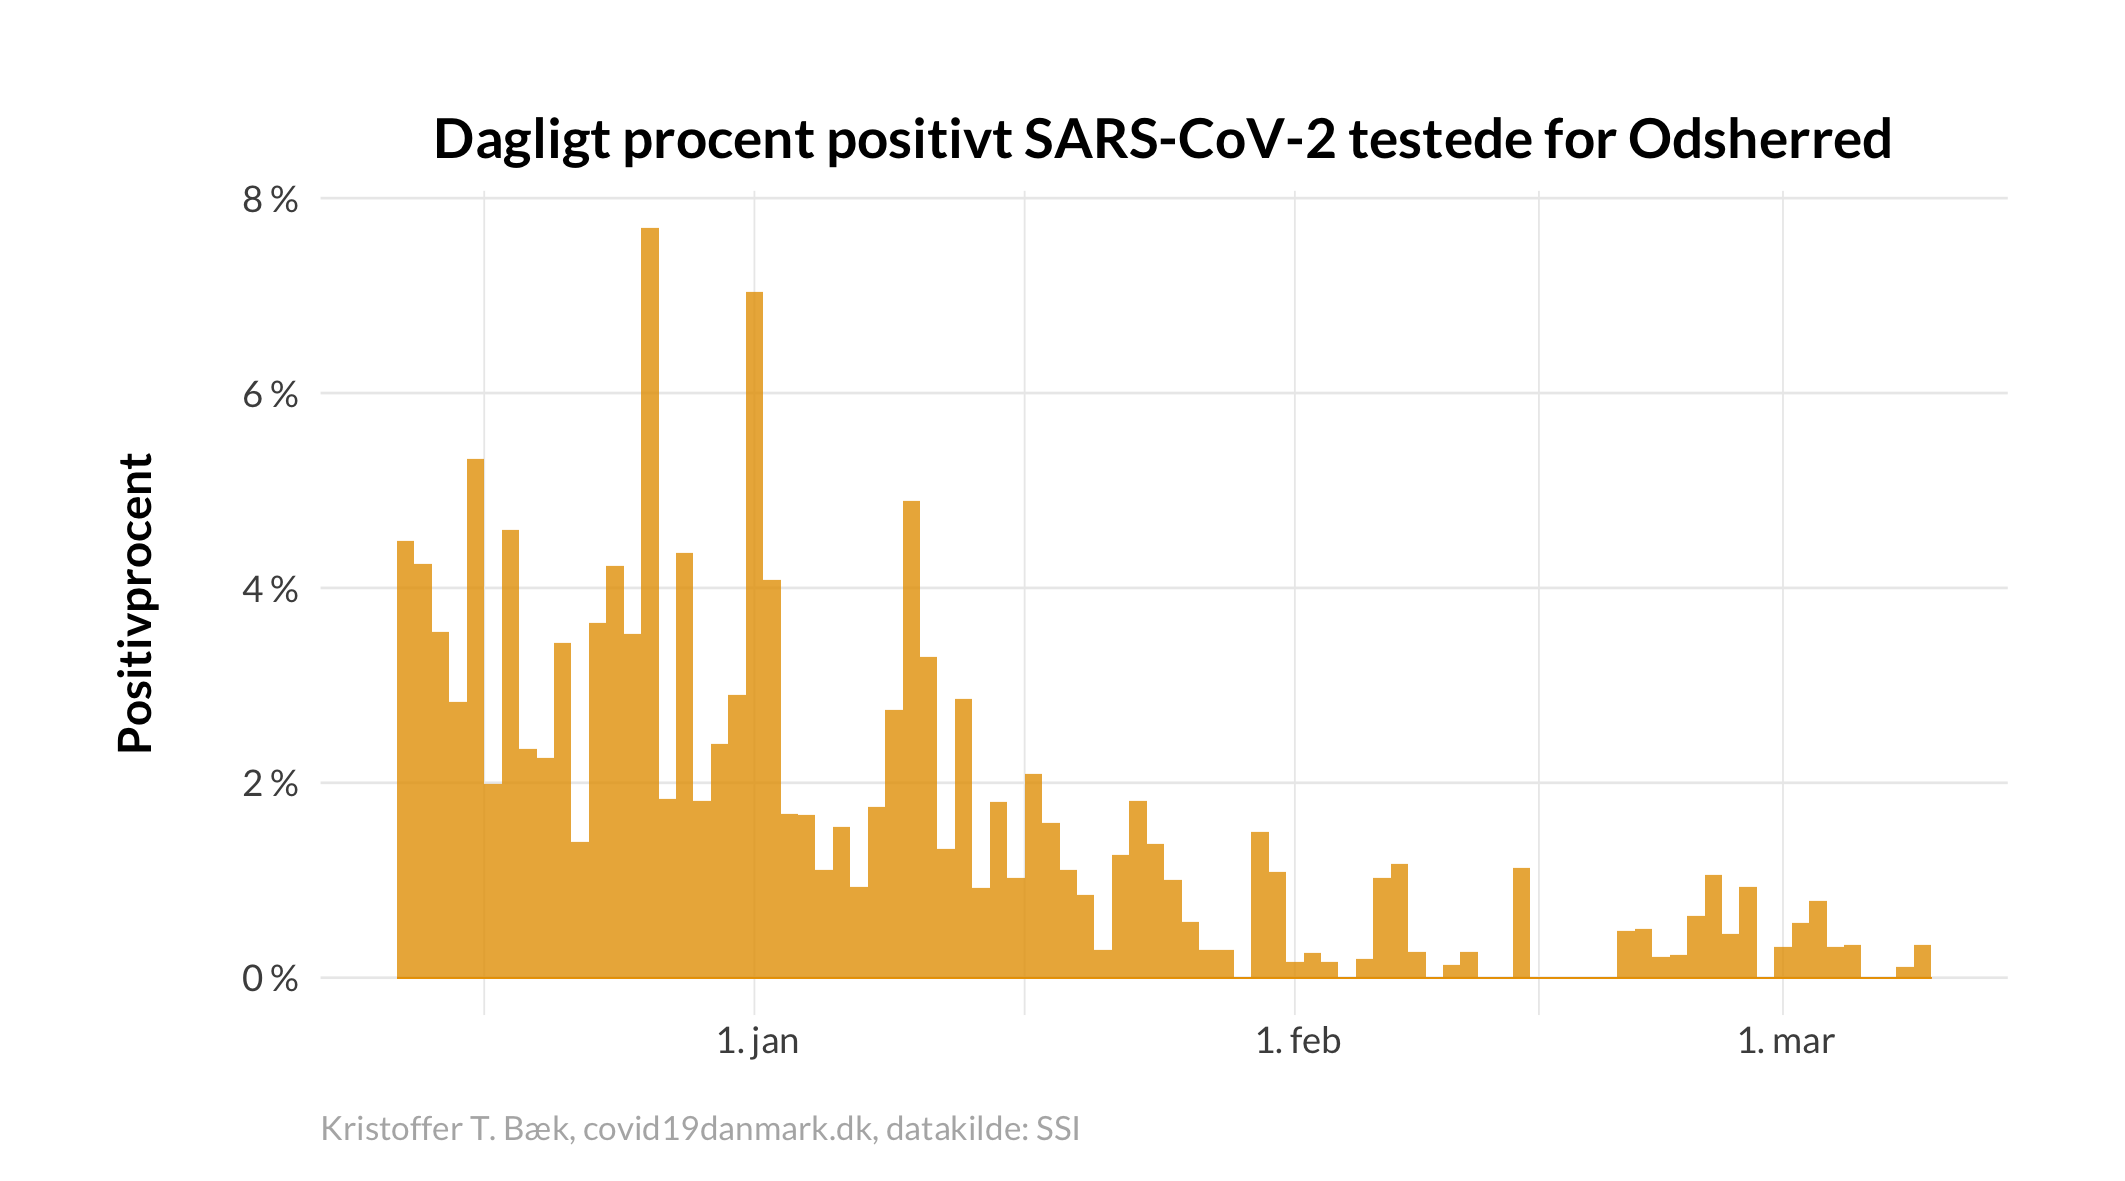 Dagligt procent positivt SARS-CoV-2 testede for Odsherred
Positivprocent
8 %
6 %
4 %
2 %
0 %
1. jan
1. feb
1. mar
Kristoffer T. Bæk, covid19danmark.dk, datakilde: SSI